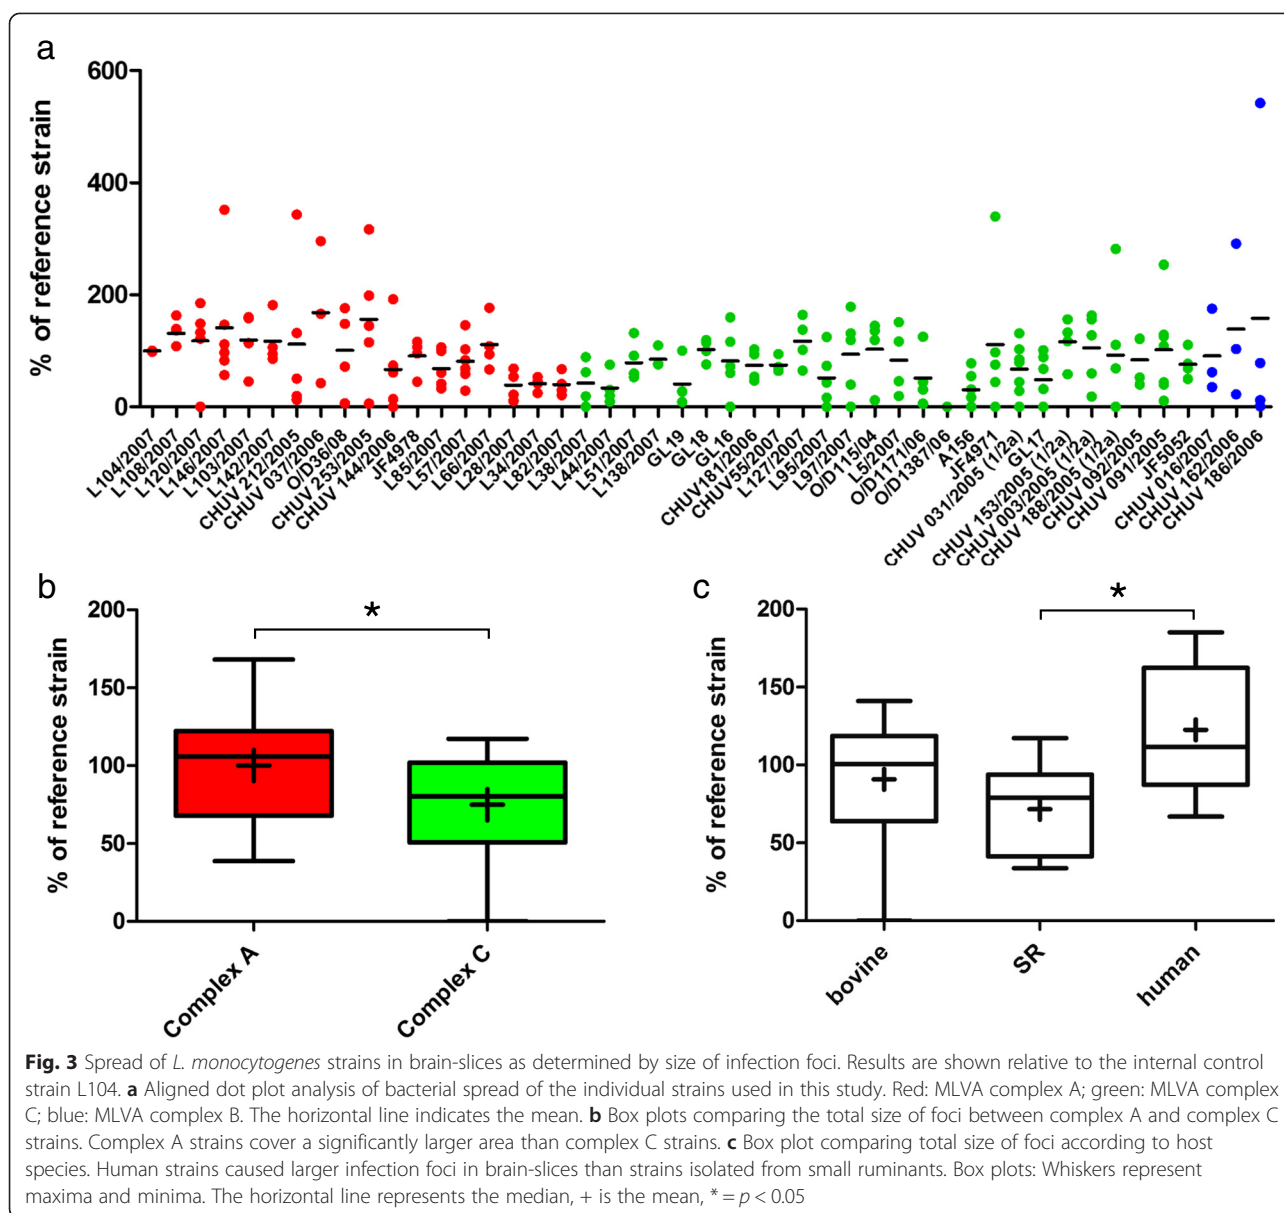 a
% of reference strain
600
400
200
0
L104/2007
L108/2007
L120/2007
L146/2007
L103/2007
L142/2007
CHUV 212/2005
CHUV 037/2006
O/D36/08
CHUV 253/2005
CHUV 144/2006
JF4978
L85/2007
L57/2007
L66/2007
L28/2007
L34/2007
L82/2007
L38/2007
L44/2007
L51/2007
L138/2007
GL19
GL18
GL16
CHUV181/2006
CHUV55/2007
L127/2007
L95/2007
L97/2007
O/D115/04
L5/2007
O/D1171/06
O/D1387/06
A156
JF4971
CHUV 031/2005 (1/2a)
GL17
CHUV 153/2005 (1/2a)
CHUV 003/2005 (1/2a)
CHUV 188/2005 (1/2a)
CHUV 092/2005
CHUV 091/2005
JF5052
CHUV 016/2007
CHUV 162/2006
CHUV 186/2006
b
% of reference strain
200
150
100
50
0
*
Complex A
Complex C
c
% of reference strain
200
150
100
50
0
*
bovine
SR
human
Fig. 3 Spread of L. monocytogenes strains in brain-slices as determined by size of infection foci. Results are shown relative to the internal control
strain L104. a Aligned dot plot analysis of bacterial spread of the individual strains used in this study. Red: MLVA complex A; green: MLVA complex
C; blue: MLVA complex B. The horizontal line indicates the mean. b Box plots comparing the total size of foci between complex A and complex C
strains. Complex A strains cover a significantly larger area than complex C strains. c Box plot comparing total size of foci according to host
species. Human strains caused larger infection foci in brain-slices than strains isolated from small ruminants. Box plots: Whiskers represent
maxima and minima. The horizontal line represents the median, + is the mean, * = p < 0.05